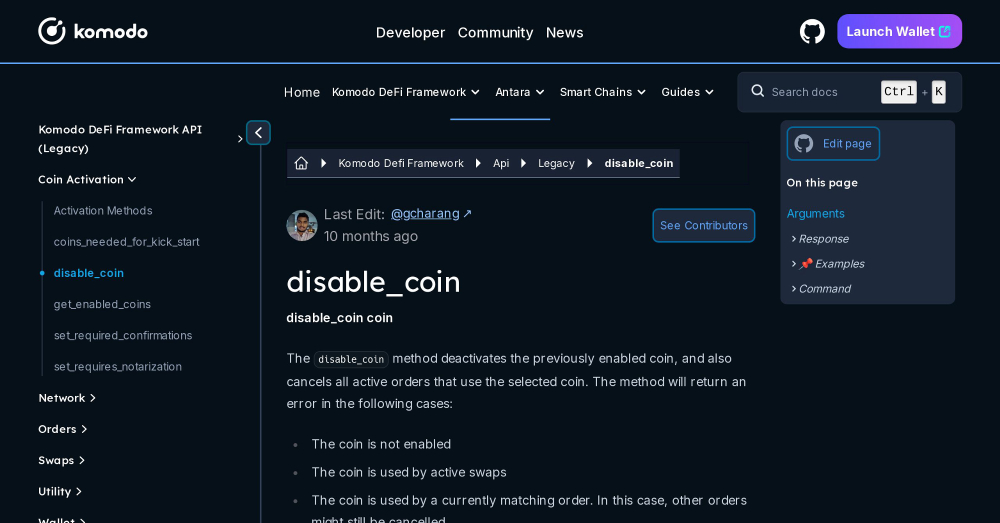 komodo
Developer Community News
Launch Wallet
Home Komodo DeFi Framework Antara Smart Chains Guides
Search docs Ctrl + K
Komodo DeFi Framework API
(Legacy)
Coin Activation
Activation Methods
coins_needed_for_kick_start
disable_coin
get_enabled_coins
set_required_confirmations
set_requires_notarization
Network
Orders
Swaps
Utility
Wallet
Komodo Defi Framework Api Legacy disable_coin
Last Edit: @gcharang ↗
10 months ago
See Contributors
disable_coin
disable_coin coin
The disable_coin method deactivates the previously enabled coin, and also
cancels all active orders that use the selected coin. The method will return an
error in the following cases:
The coin is not enabled
The coin is used by active swaps
The coin is used by a currently matching order. In this case, other orders
might still be cancelled
Edit page
On this page
Arguments
Response
📌 Examples
Command